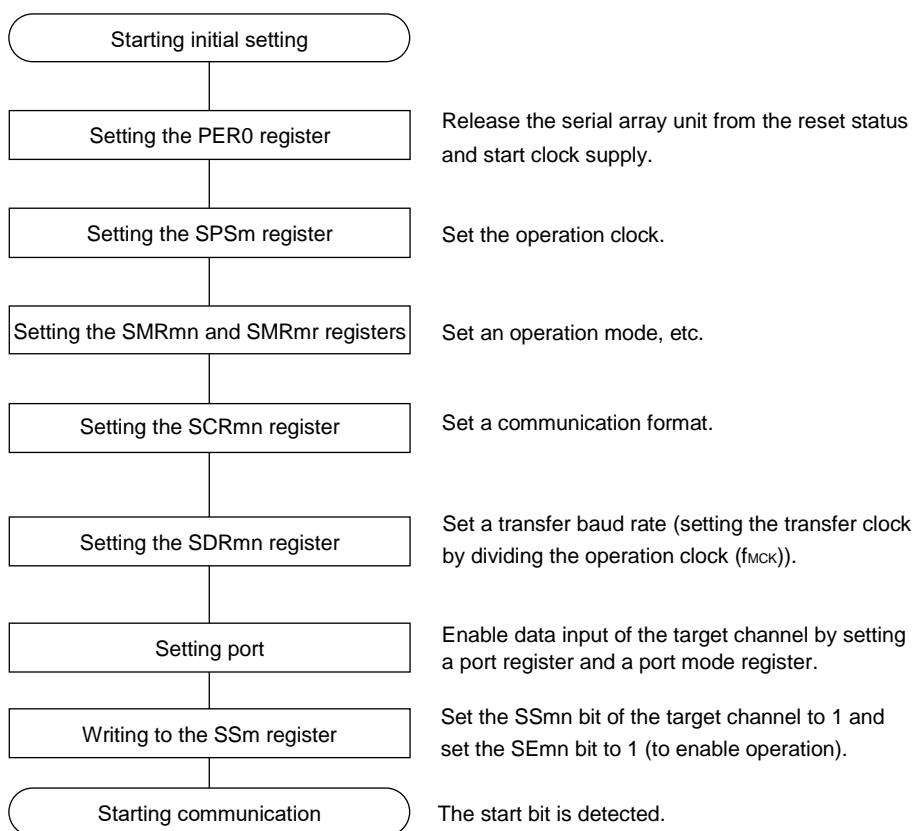 Starting initial setting
Setting the PER0 register
Release the serial array unit from the reset status
and start clock supply.
Setting the SPSm register
Set the operation clock.
Setting the SMRmn and SMRmr registers
Set an operation mode, etc.
Setting the SCRmn register
Set a communication format.
Setting the SDRmn register
Set a transfer baud rate (setting the transfer clock
by dividing the operation clock (fMCK)).
Setting port
Enable data input of the target channel by setting
a port register and a port mode register.
Writing to the SSm register
Set the SSmn bit of the target channel to 1 and
set the SEmn bit to 1 (to enable operation).
Starting communication
The start bit is detected.